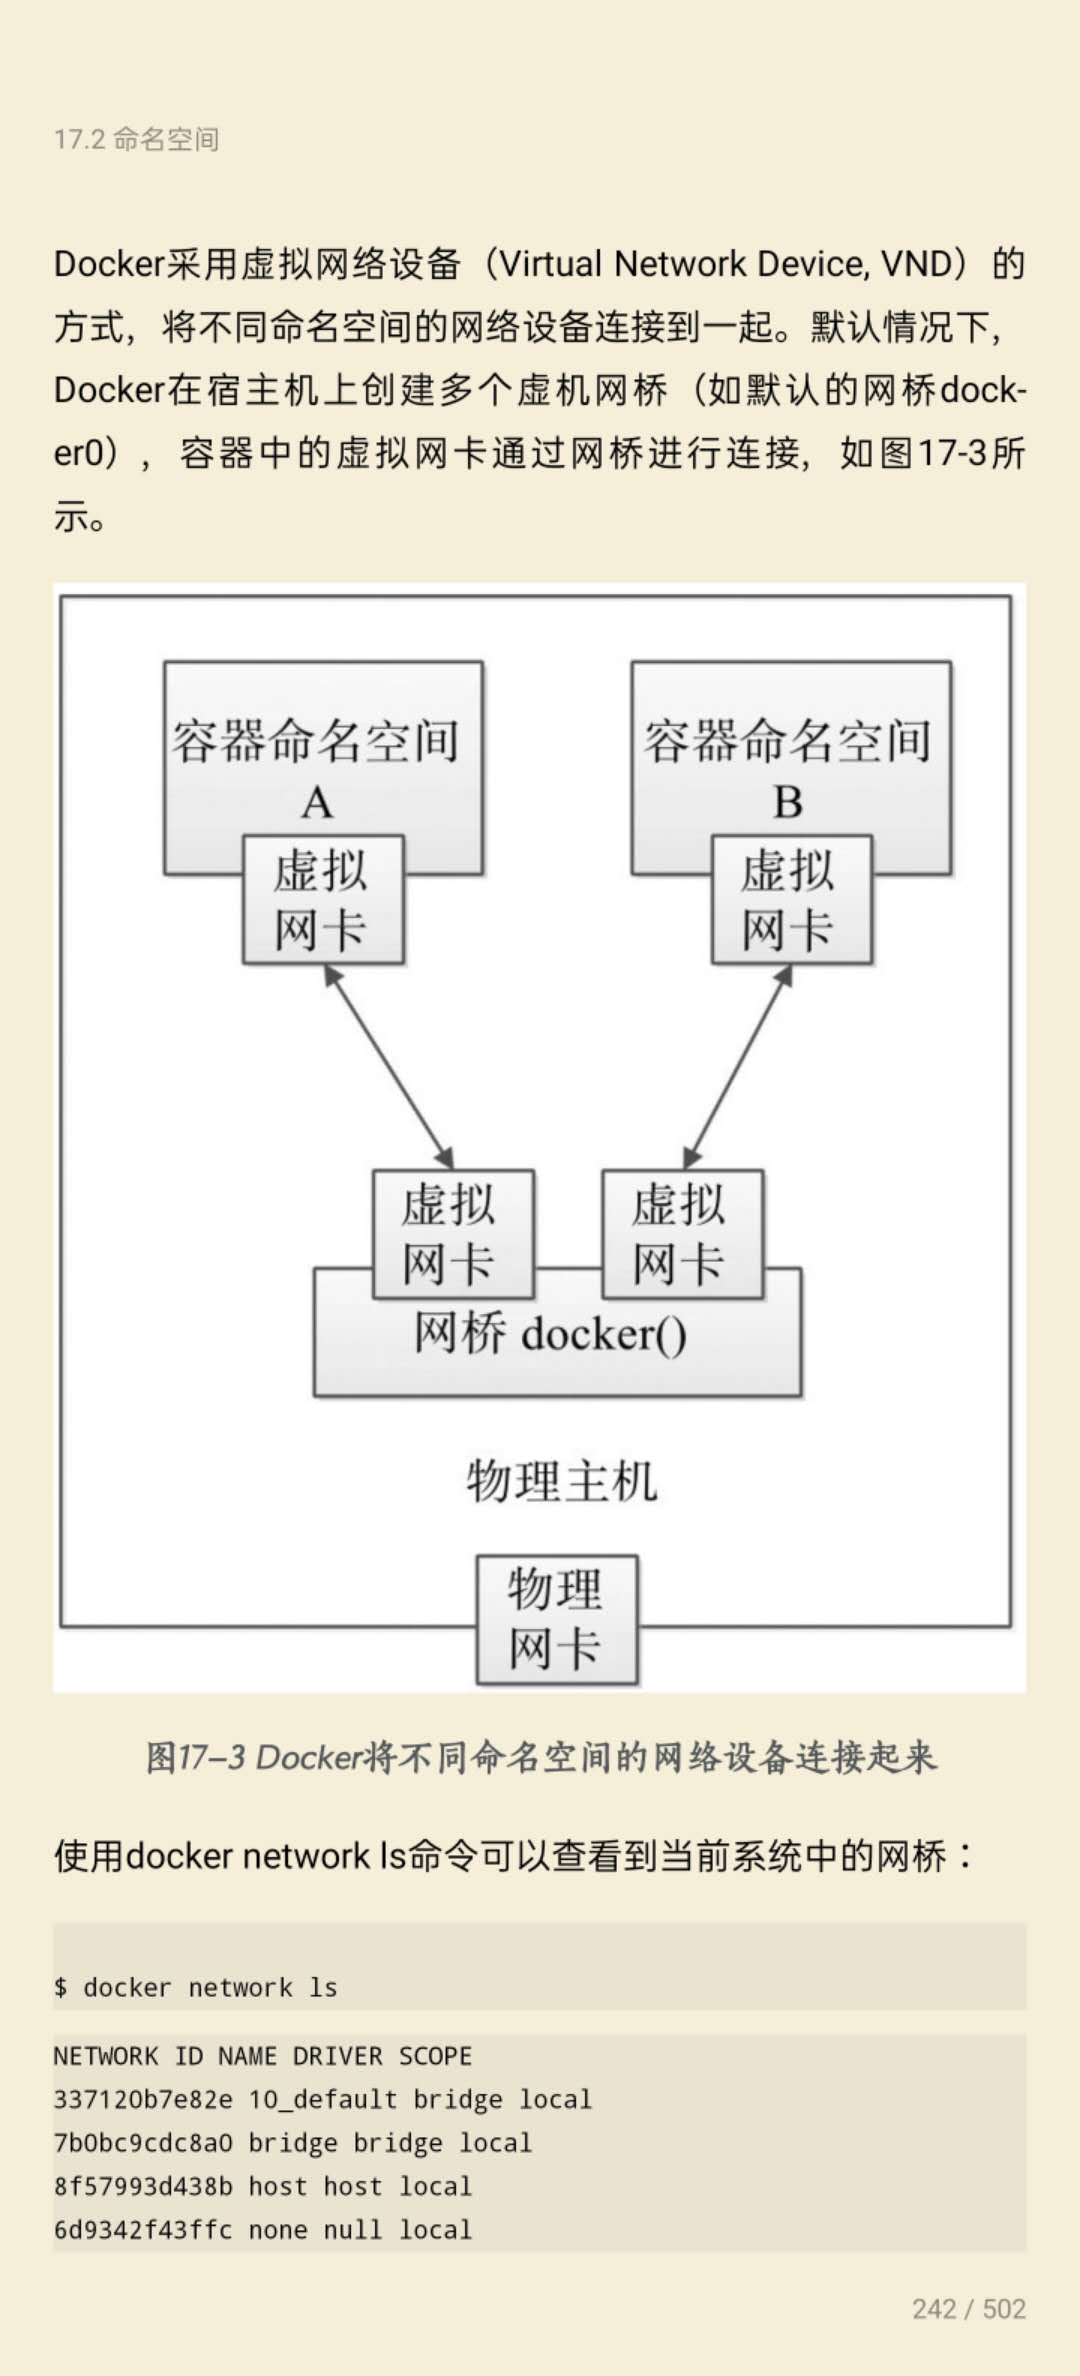 17.2 命名空间
Docker采用虚拟网络设备（Virtual Network Device, VND）的
方式，将不同命名空间的网络设备连接到一起。默认情况下，
Docker在宿主机上创建多个虚机网桥（如默认的网桥dock-
er0），容器中的虚拟网卡通过网桥进行连接，如图17-3所
示。
容器命名空间
A
虚拟
网卡
容器命名空间
B
虚拟
网卡
虚拟
网卡
虚拟
网卡
网桥 docker()
物理主机
物理
网卡
图17–3 Docker将不同命名空间的网络设备连接起来
使用docker network ls命令可以查看到当前系统中的网桥：
$ docker network ls
NETWORK ID NAME DRIVER SCOPE
337120b7e82e 10_default bridge local
7b0bc9cdc8a0 bridge bridge local
8f57993d438b host host local
6d9342f43ffc none null local
242 / 502